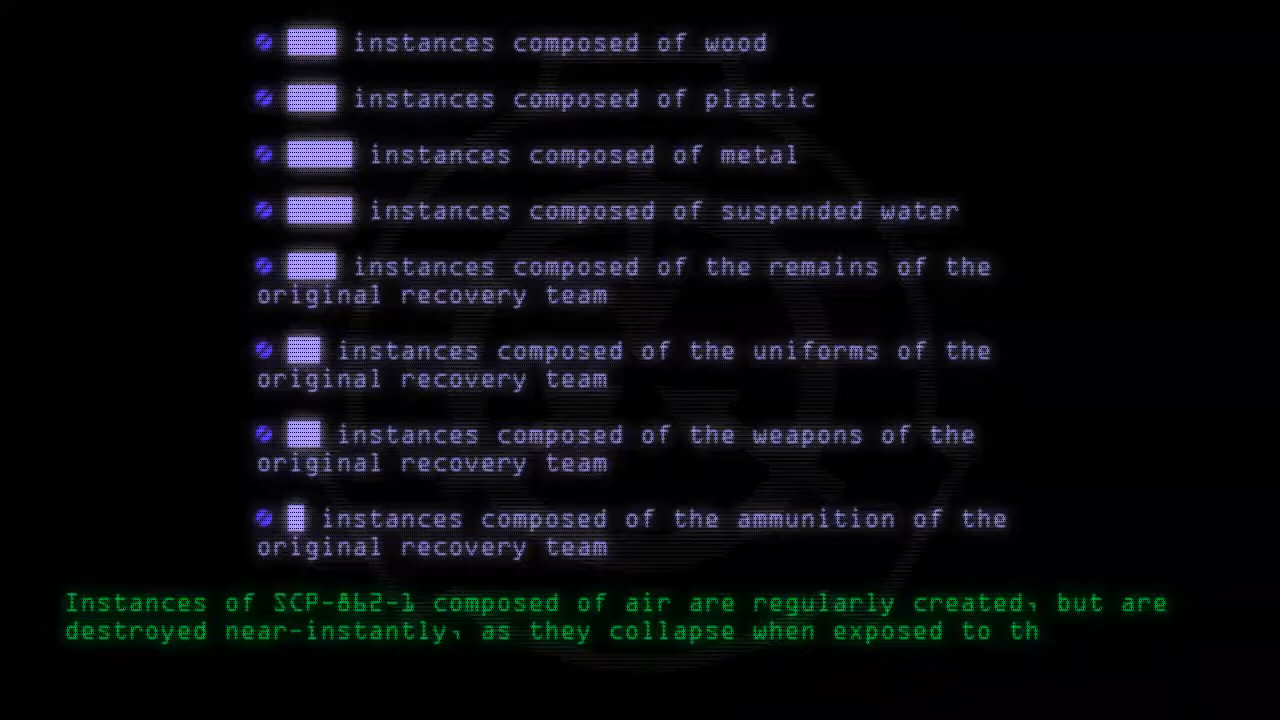 ███ instances composed of wood
███ instances composed of plastic
████ instances composed of metal
████ instances composed of suspended water
███ instances composed of the remains of the
original recovery team
██ instances composed of the uniforms of the
original recovery team
██ instances composed of the weapons of the
original recovery team
█ instances composed of the ammunition of the
original recovery team
Instances of SCP-862-1 composed of air are regularly created, but are
destroyed near-instantly, as they collapse when exposed to th